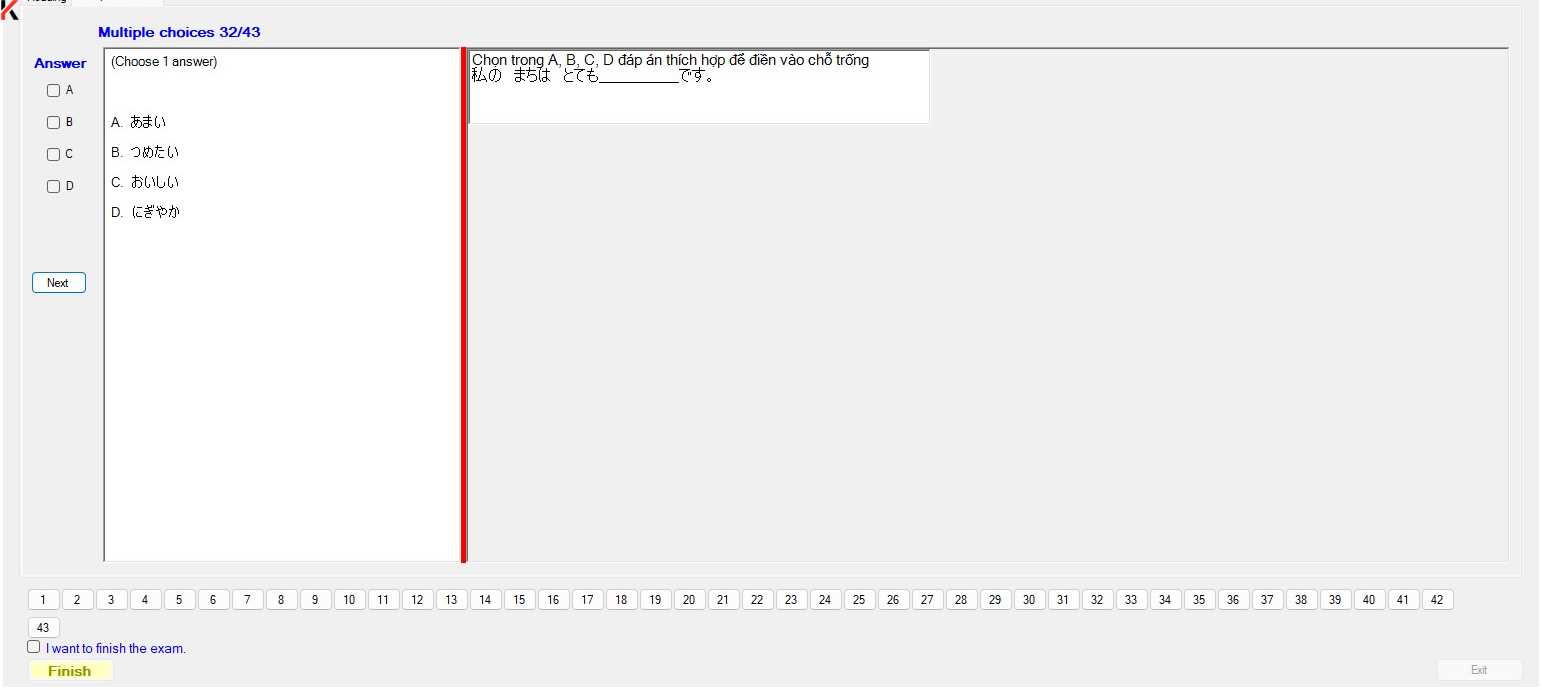 Multiple choices 32/43
Answer
A
B
C
D
Next
(Choose 1 answer)
A. あまい
B. つめたい
C. おいしい
D. にぎやか
Chọn trong A, B, C, D đáp án thích hợp để điền vào chỗ trống
私の まちは とても___________です。
1 2 3 4 5 6 7 8 9 10 11 12 13 14 15 16 17 18 19 20 21 22 23 24 25 26 27 28 29 30 31 32 33 34 35 36 37 38 39 40 41 42
43
I want to finish the exam.
Finish
Exit